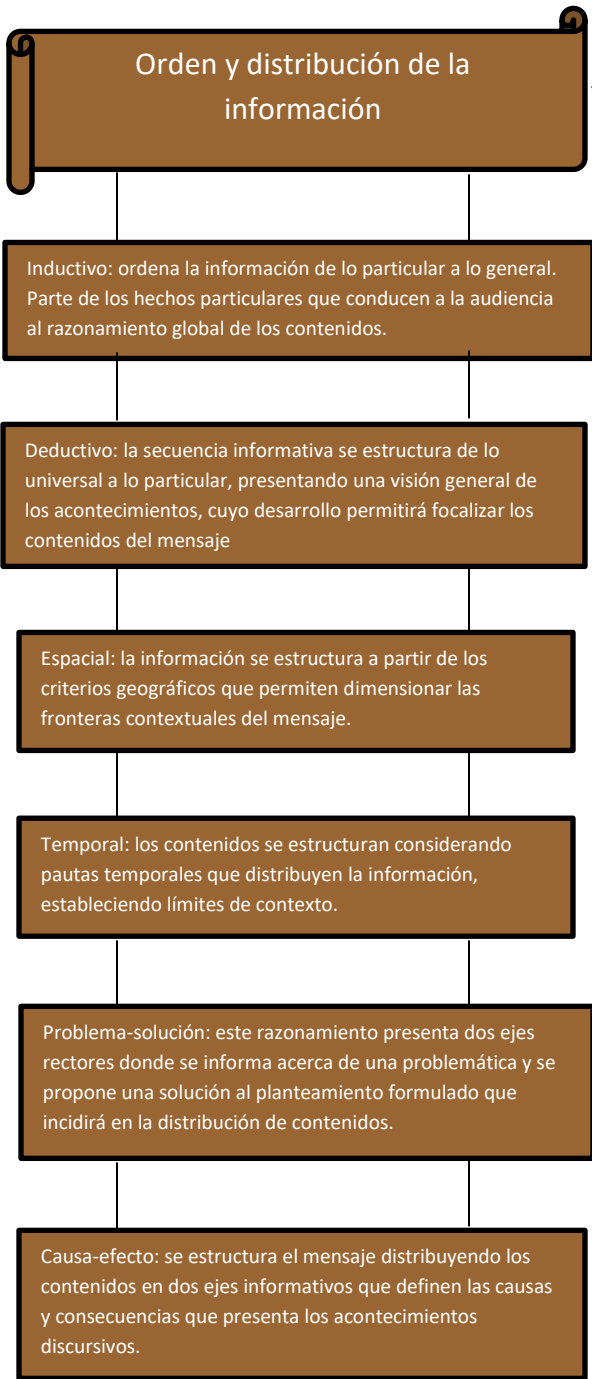 Orden y distribución de la
información
Inductivo: ordena la información de lo particular a lo general.
Parte de los hechos particulares que conducen a la audiencia
al razonamiento global de los contenidos.
Deductivo: la secuencia informativa se estructura de lo
universal a lo particular, presentando una visión general de
los acontecimientos, cuyo desarrollo permitirá focalizar los
contenidos del mensaje
Espacial: la información se estructura a partir de los
criterios geográficos que permiten dimensionar las
fronteras contextuales del mensaje.
Temporal: los contenidos se estructuran considerando
pautas temporales que distribuyen la información,
estableciendo límites de contexto.
Problema-solución: este razonamiento presenta dos ejes
rectores donde se informa acerca de una problemática y se
propone una solución al planteamiento formulado que
incidirá en la distribución de contenidos.
Causa-efecto: se estructura el mensaje distribuyendo los
contenidos en dos ejes informativos que definen las causas
y consecuencias que presenta los acontecimientos
discursivos.